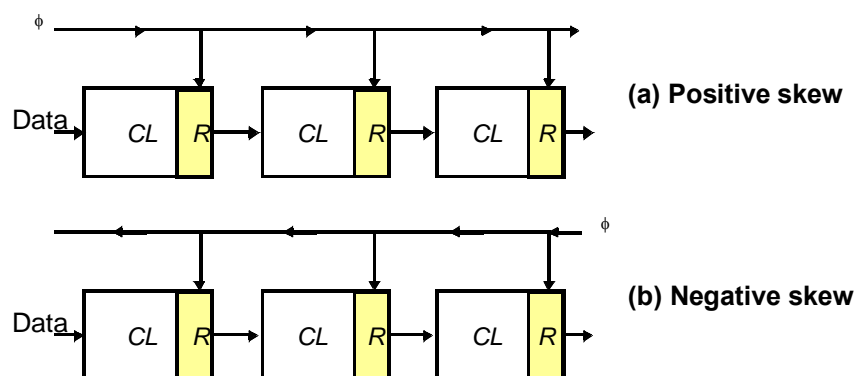 ϕ
(a) Positive skew
Data
CL R CL R CL R
ϕ
(b) Negative skew
Data
CL R CL R CL R